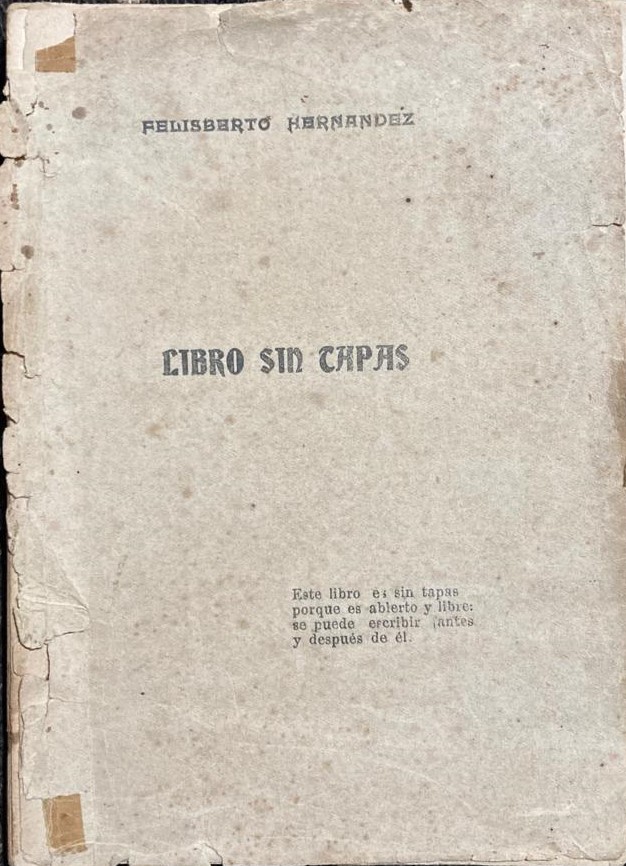 FELISBERTO HERNANDEZ
LIBRO SIN TAPAS
Este libro es sin tapas
porque es abierto y libre:
se puede escribir antes
y después de él.